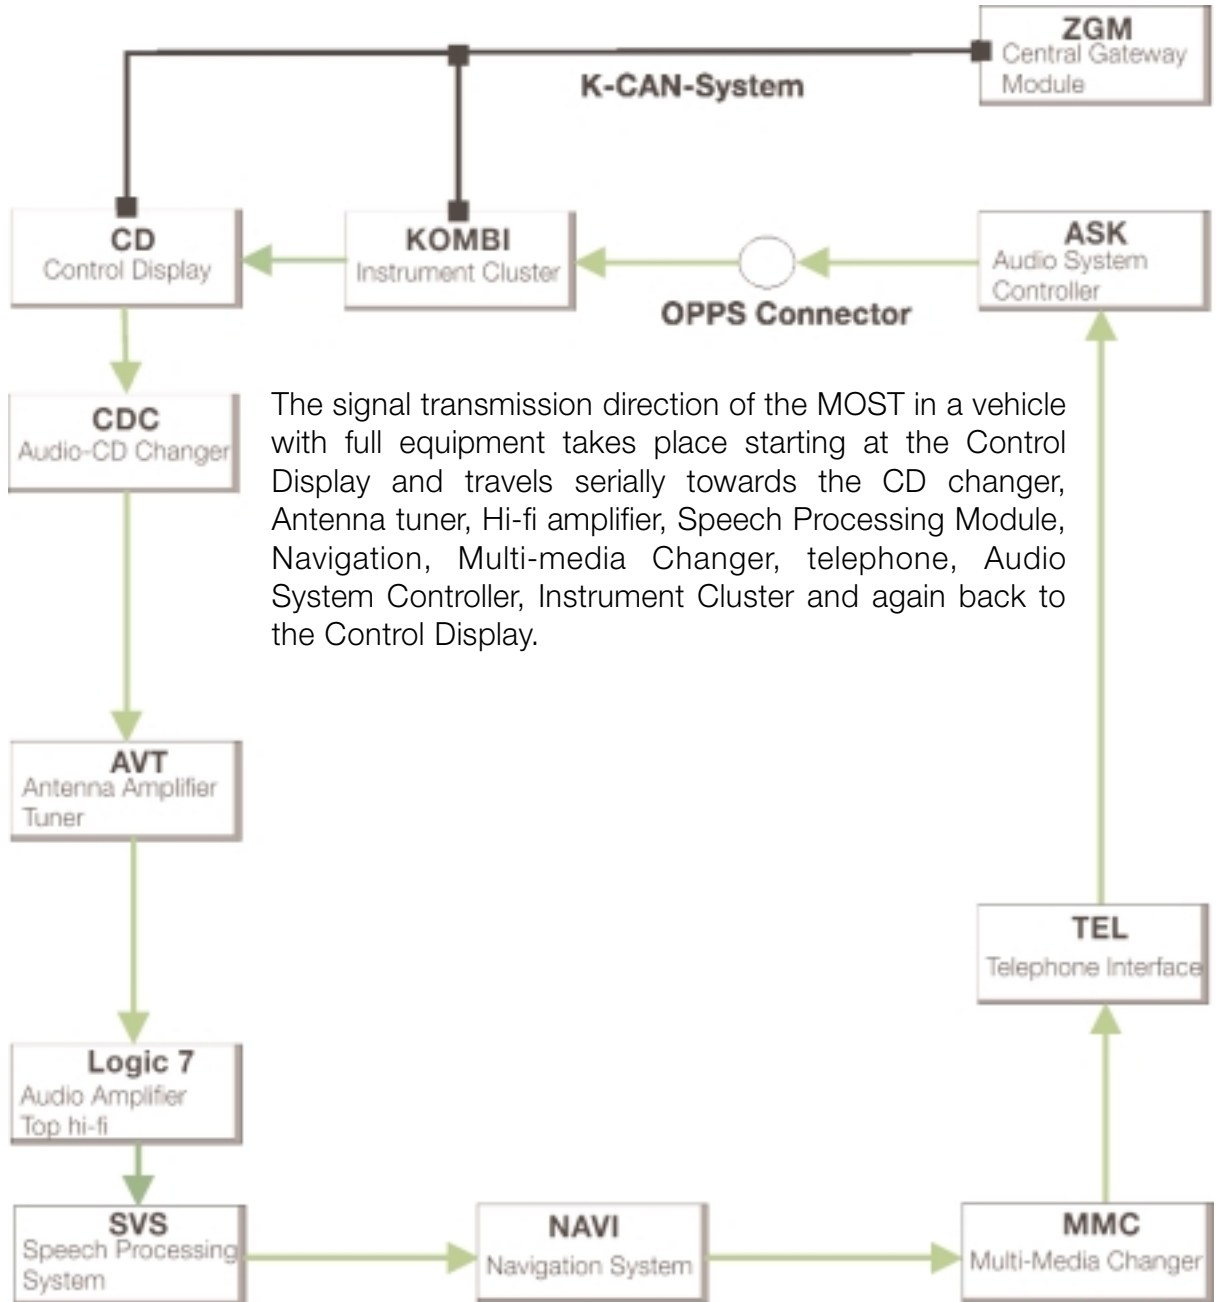 ZGM
Central Gateway
Module
K-CAN-System
CD
Control Display
KOMBI
Instrument Cluster
OPPS Connector
ASK
Audio System
Controller
CDC
Audio-CD Changer
The signal transmission direction of the MOST in a vehicle
with full equipment takes place starting at the Control
Display and travels serially towards the CD changer,
Antenna tuner, Hi-fi amplifier, Speech Processing Module,
Navigation, Multi-media Changer, telephone, Audio
System Controller, Instrument Cluster and again back to
the Control Display.
AVT
Antenna Amplifier
Tuner
TEL
Telephone Interface
Logic 7
Audio Amplifier
Top hi-fi
SVS
Speech Processing
System
NAVI
Navigation System
MMC
Multi-Media Changer